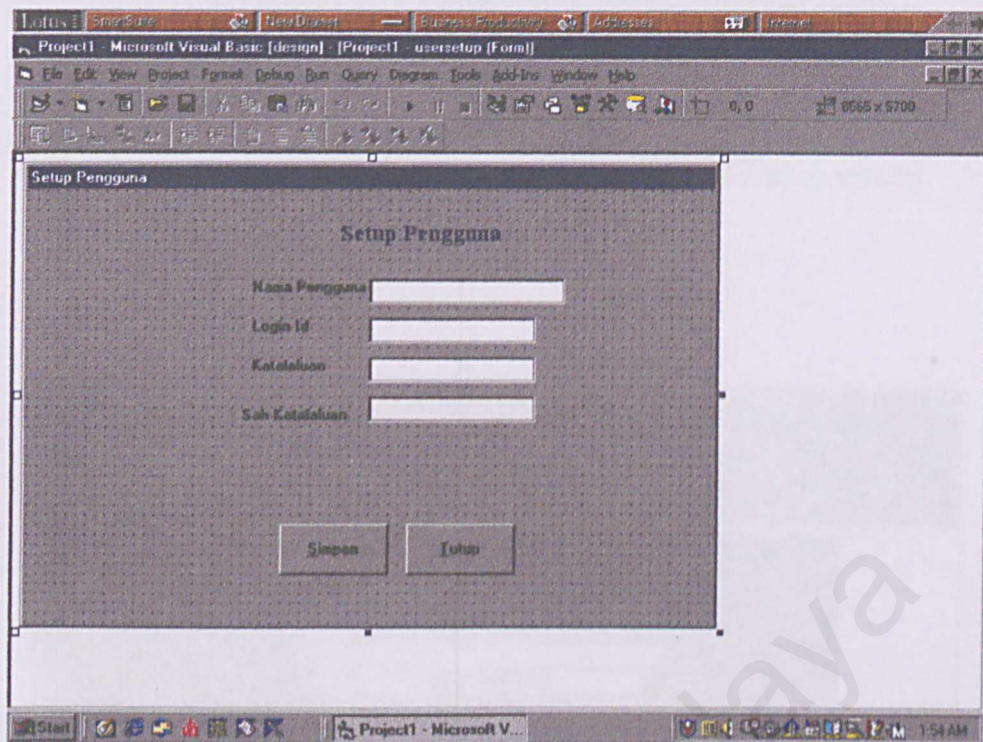 Lotus SmartSuite New Drawer Business Productivity Addresses Internet
Project1 - Microsoft Visual Basic [design] - [Project1 - usersetup (Form)]
File Edit View Project Format Debug Run Query Diagram Tools Add-Ins Window Help
0, 0 8565 x 5700
Setup Pengguna
Setup Pengguna
Nama Pengguna
Login Id
Katalaluan
Sah Katalaluan
Simpan Tutup
Start Project1 - Microsoft V... 1:54 AM
aya